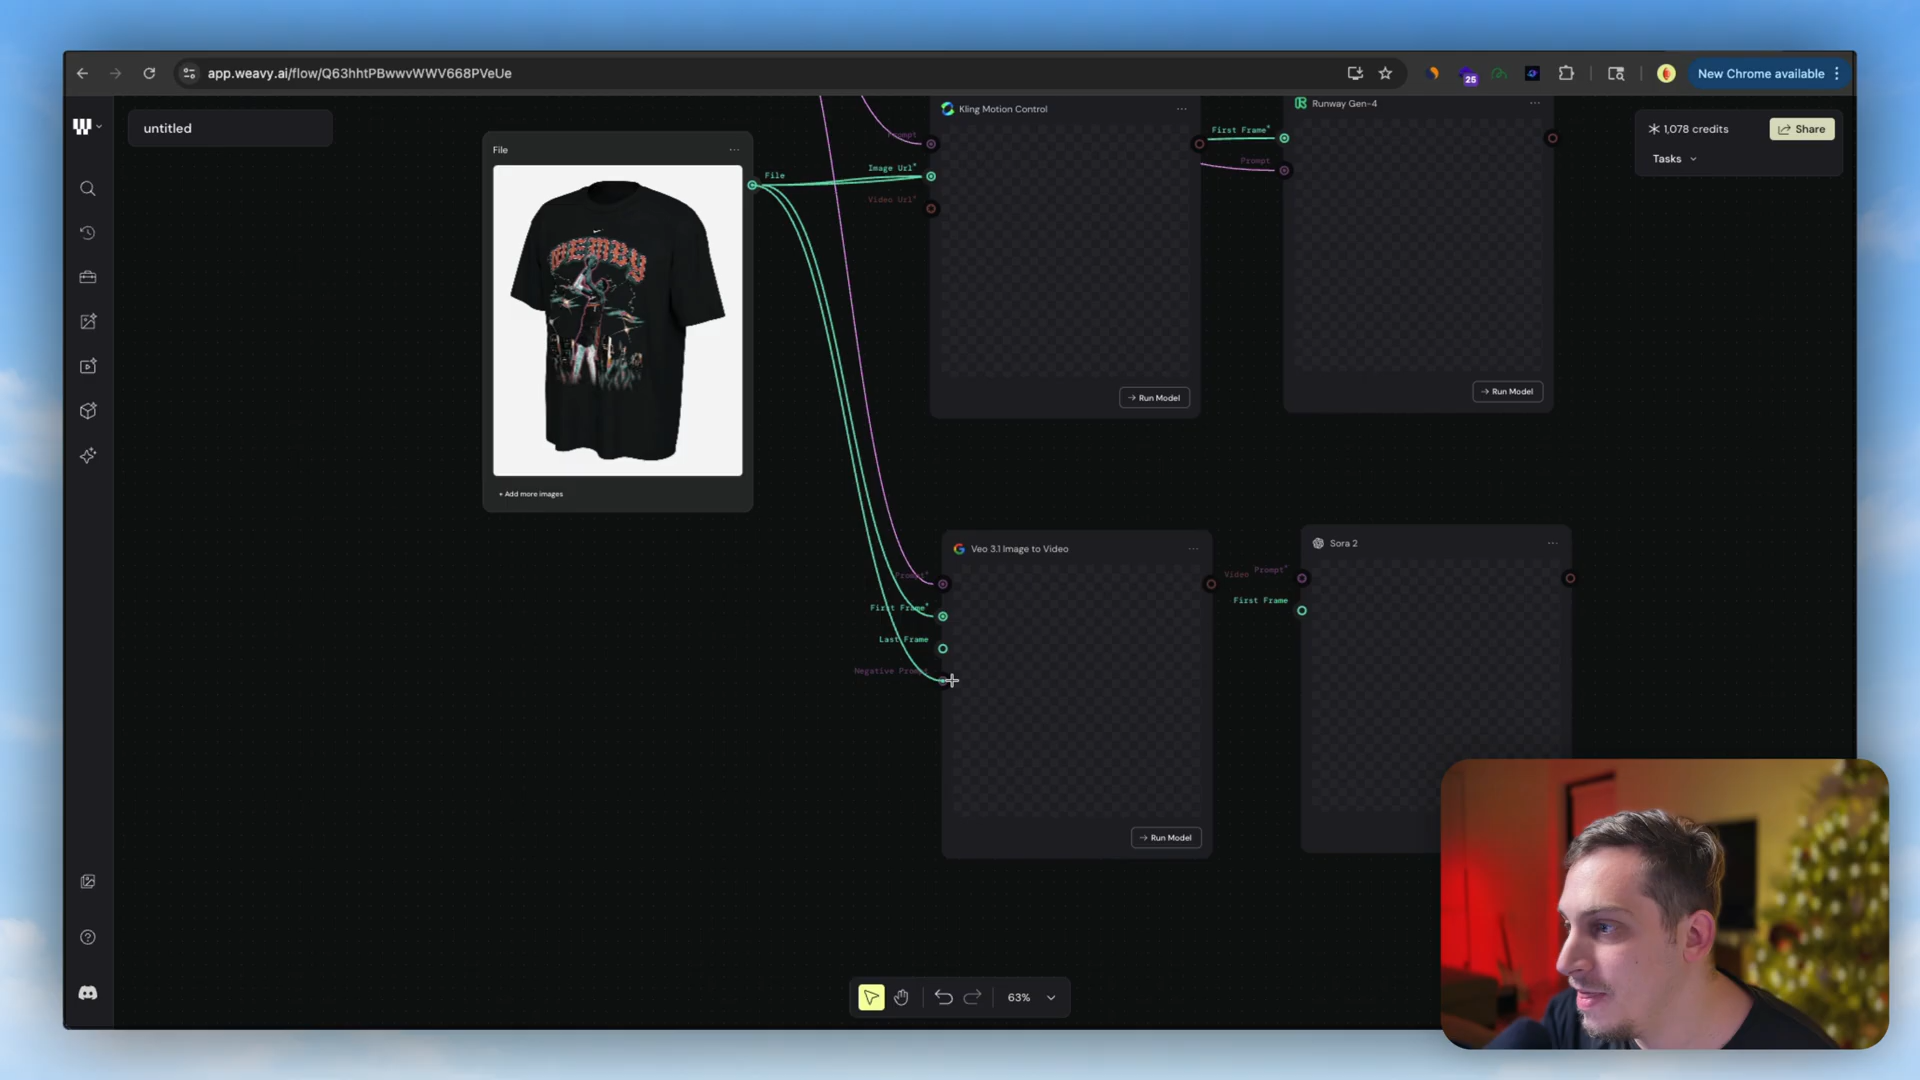 app.weavy.ai/flow/Q63hhtPBwwvWWV668PVeUe
25
New Chrome available
untitled
1,078 credits
Share
Tasks
File
File
+ Add more images
Kling Motion Control
Prompt
Image Url*
Video Url*
Run Model
Runway Gen-4
First Frame*
Prompt
Run Model
Veo 3.1 Image to Video
Prompt*
First Frame*
Last Frame
Negative Prompt
Video
Run Model
Sora 2
Prompt*
First Frame
63%